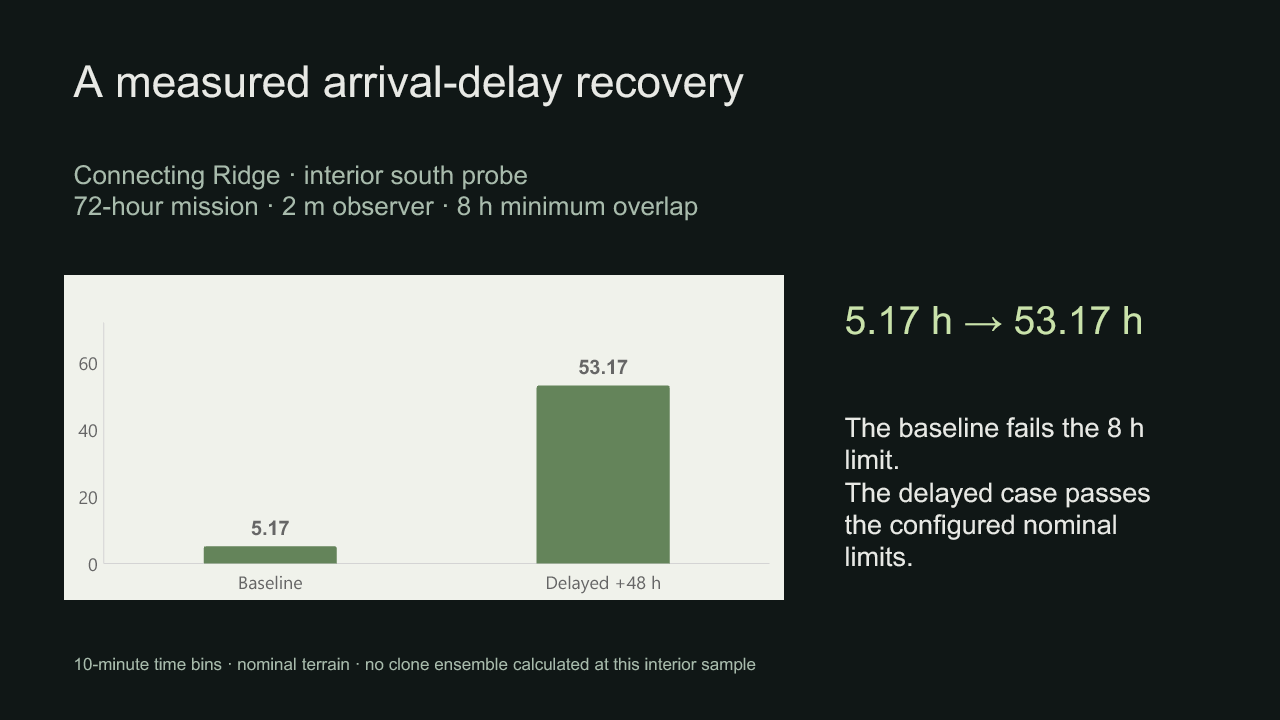 A measured arrival-delay recovery
Connecting Ridge · interior south probe
72-hour mission · 2 m observer · 8 h minimum overlap
60
40
20
0
5.17
53.17
Baseline
Delayed +48 h
5.17 h → 53.17 h
The baseline fails the 8 h
limit.
The delayed case passes
the configured nominal
limits.
10-minute time bins · nominal terrain · no clone ensemble calculated at this interior sample